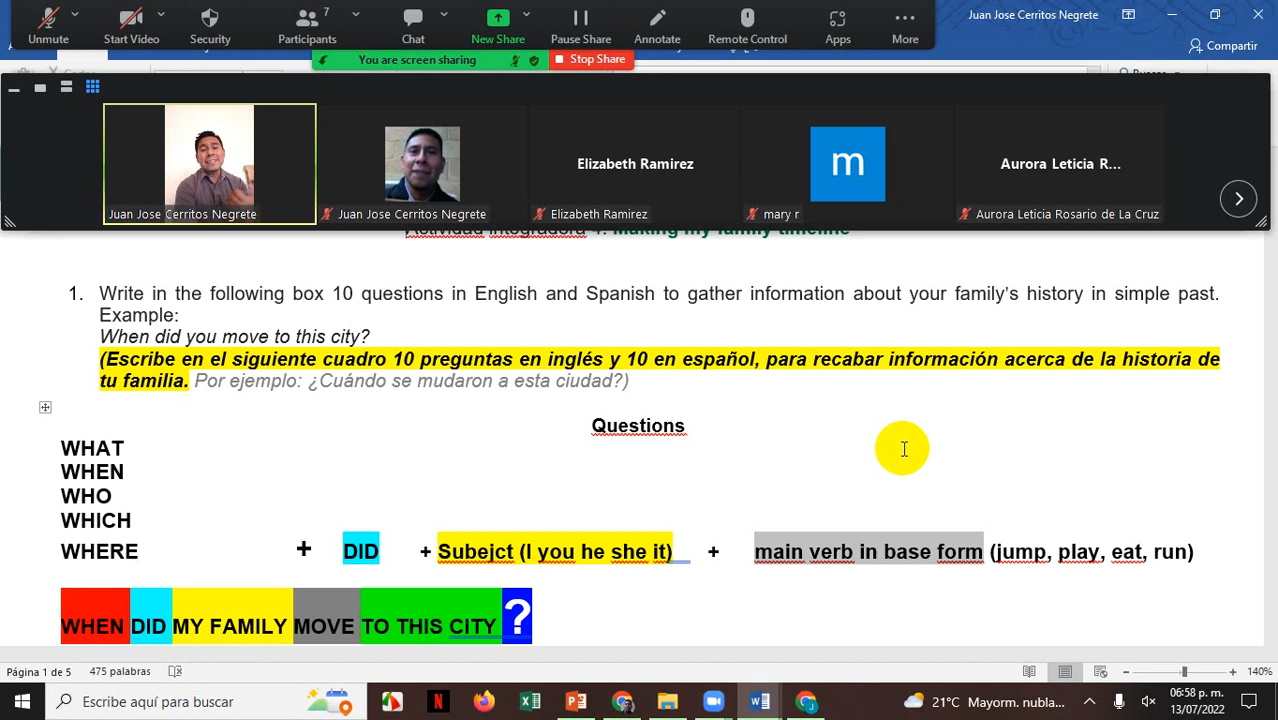 Juan Jose Cerritos Negrete
Unmute
Start Video
Security
Participants
7
Chat
New Share
Pause Share
Annotate
Remote Control
Apps
More
Compartir
You are screen sharing
Stop Share
Juan Jose Cerritos Negrete
Juan Jose Cerritos Negrete
Elizabeth Ramirez
Elizabeth Ramirez
m
mary r
Aurora Leticia R...
Aurora Leticia Rosario de La Cruz
Actividad integradora 4. Making my family timeline
1. Write in the following box 10 questions in English and Spanish to gather information about your family's history in simple past.
Example:
When did you move to this city?
(Escribe en el siguiente cuadro 10 preguntas en inglés y 10 en español, para recabar información acerca de la historia de
tu familia. Por ejemplo: ¿Cuándo se mudaron a esta ciudad?)
Questions
WHAT
WHEN
WHO
WHICH
WHERE + DID + Subejct (I you he she it) + main verb in base form (jump, play, eat, run)
WHEN DID MY FAMILY MOVE TO THIS CITY ?
Página 1 de 5
475 palabras
140%
Escribe aquí para buscar
21°C Mayorm. nubla...
06:58 p. m.
13/07/2022